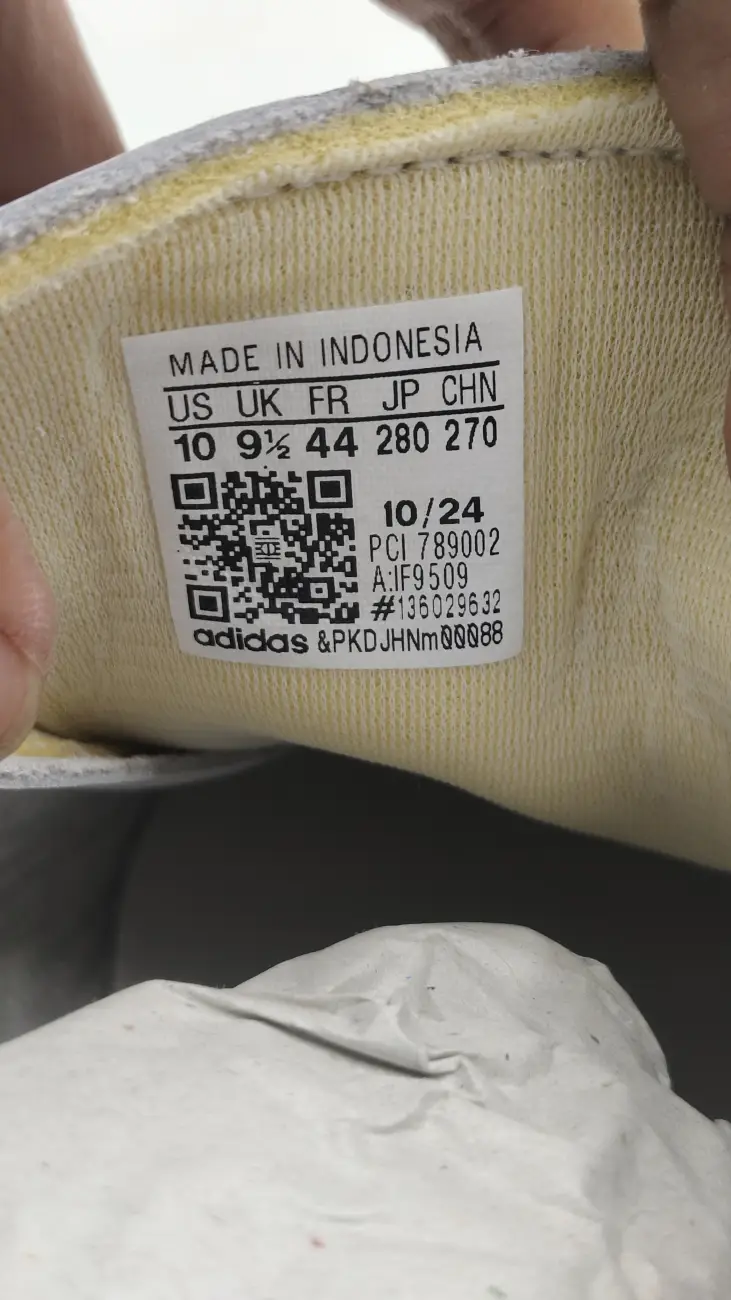 MADE IN INDONESIA
US UK FR JP CHN
10 9½ 44 280 270
10/24
PCI 789002
A:IF9509
#136029632
adidas &PKDJHNm00088